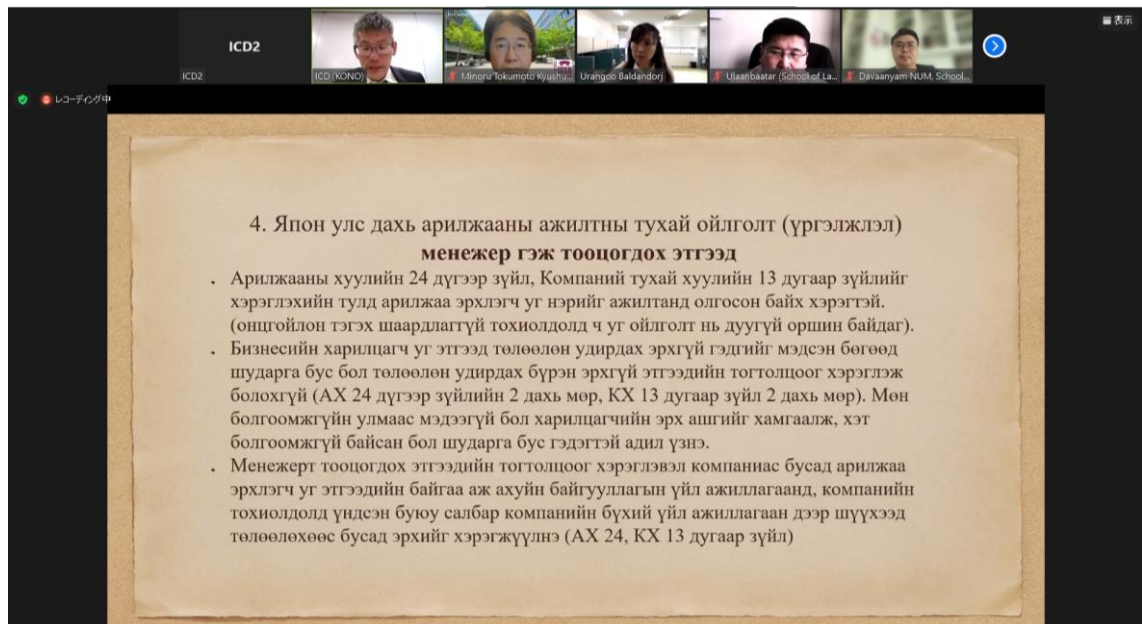 ICD2
ICD2
ICD (KONO)
Minoru Tokumoto Kyushu...
Urangoo Baldandorj
Ulaanbaatar (School of La...
Davaanyam NUM, School...
表示
レコーディング中
4. Япон улс дахь арилжааны ажилтны тухай ойлголт (үргэлжлэл)
менежер гэж тооцогдох этгээд
. Арилжааны хуулийн 24 дүгээр зүйл, Компаний тухай хуулийн 13 дугаар зүйлийг
хэрэглэхийн тулд арилжаа эрхлэгч уг нэрийг ажилтанд олгосон байх хэрэгтэй.
(онцгойлон тэгэх шаардлаггүй тохиолдолд ч уг ойлголт нь дуугүй оршин байдаг).
. Бизнесийн харилцагч уг этгээд төлөөлөн удирдах эрхгүй гэдгийг мэдсэн бөгөөд
шударга бус бол төлөөлөн удирдах бүрэн эрхгүй этгээдийн тогтолцоог хэрэглэж
болохгүй (АХ 24 дүгээр зүйлийн 2 дахь мөр, КХ 13 дугаар зүйл 2 дахь мөр). Мөн
болгоомжгүйн улмаас мэдээгүй бол харилцагчийн эрх ашгийг хамгаалж, хэт
болгоомжгүй байсан бол шударга бус гэдэгтэй адил үзнэ.
. Менежерт тооцогдох этгээдийн тогтолцоог хэрэглэвэл компаниас бусад арилжаа
эрхлэгч уг этгээдийн байгаа аж ахуйн байгууллагын үйл ажиллагаанд, компанийн
тохиолдолд үндсэн буюу салбар компанийн бүхий үйл ажиллагаан дээр шүүхээд
төлөөлөхөөс бусад эрхийг хэрэгжүүлнэ (АХ 24, КХ 13 дугаар зүйл)